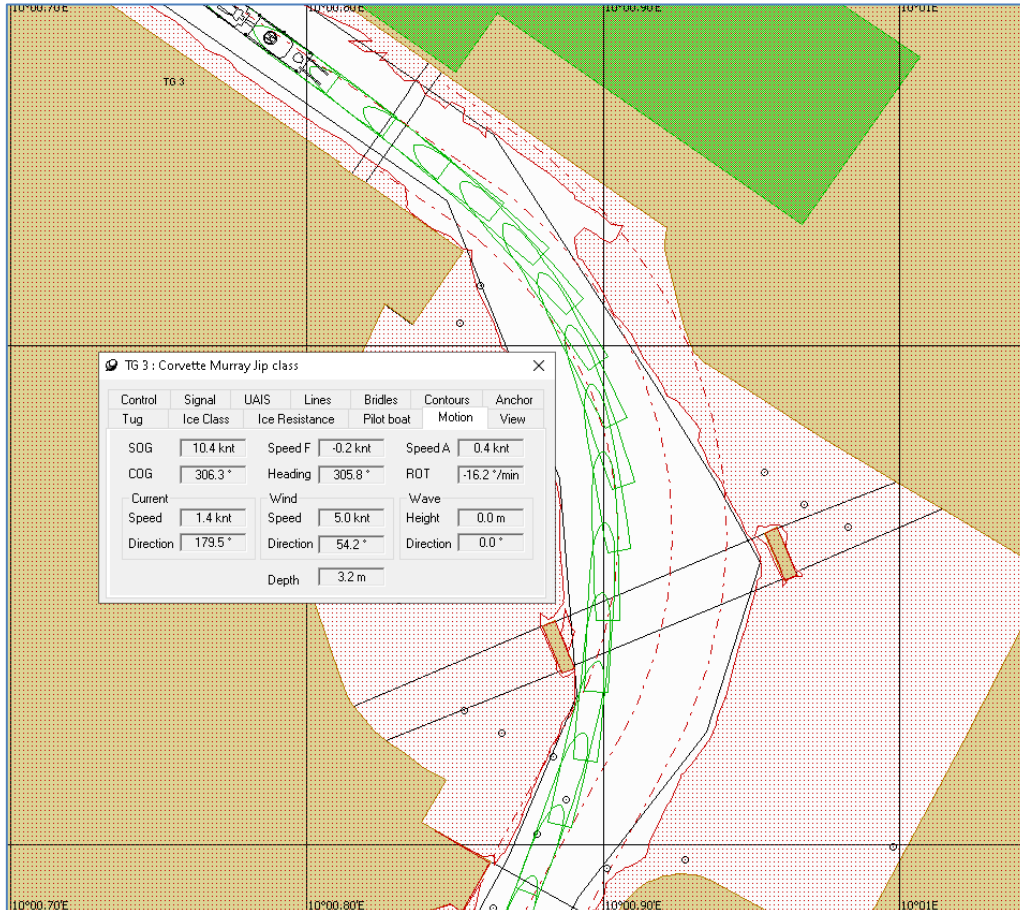 10°00.70'E 10°00.80'E 10°00.90'E 10°01'E
TG 3
TG 3 : Corvette Murray Jip class
Control Signal UAIS Lines Bridles Contours Anchor
Tug Ice Class Ice Resistance Pilot boat Motion View
SOG 10.4 knt Speed F -0.2 knt Speed A 0.4 knt
COG 306.3 ° Heading 305.8 ° ROT -16.2 °/min
Current Wind Wave
Speed 1.4 knt Speed 5.0 knt Height 0.0 m
Direction 179.5 ° Direction 54.2 ° Direction 0.0 °
Depth 3.2 m
10°00.70'E 10°00.80'E 10°00.90'E 10°01'E